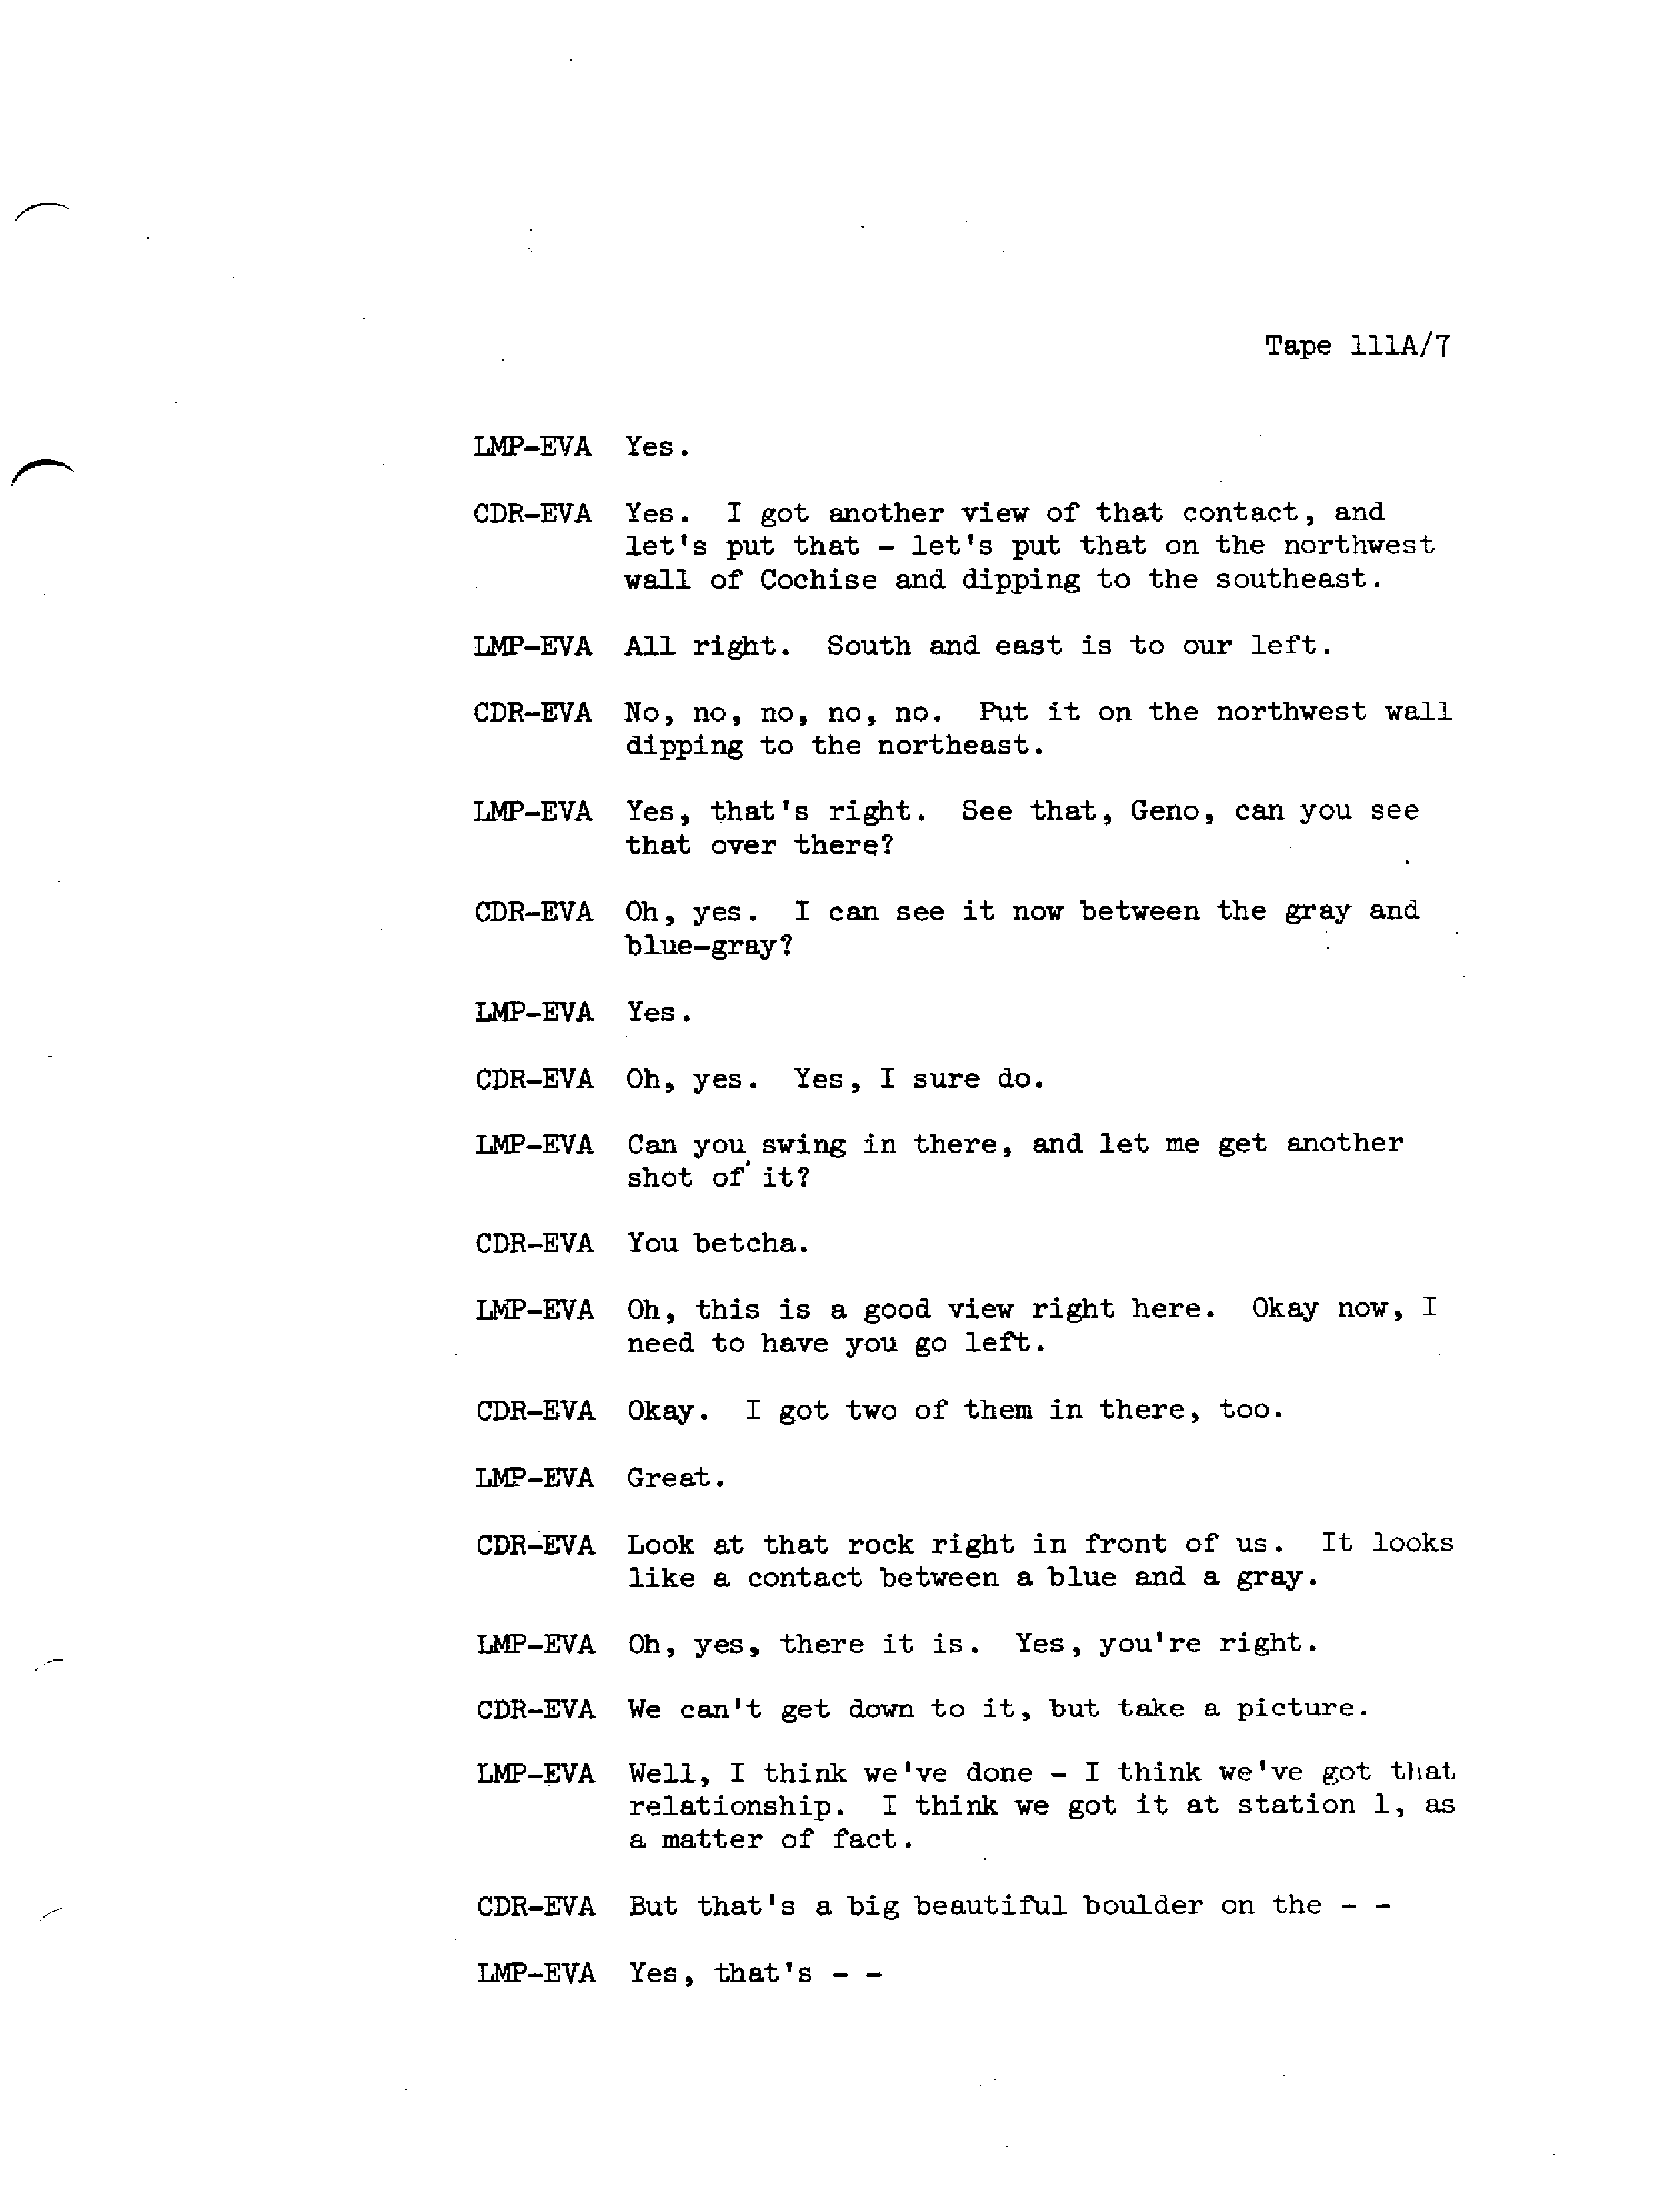 Tape 111A/7
LMP-EVA Yes.
CDR-EVA Yes. I got another view of that contact, and
let's put that - let's put that on the northwest
wall of Cochise and dipping to the southeast.
LMP-EVA All right. South and east is to our left.
CDR-EVA No, no, no, no, no. Put it on the northwest wall
dipping to the northeast.
LMP-EVA Yes, that's right. See that, Geno, can you see
that over there?
CDR-EVA Oh, yes. I can see it now between the gray and
blue-gray?
LMP-EVA Yes.
CDR-EVA Oh, yes. Yes, I sure do.
LMP-EVA Can you swing in there, and let me get another
shot of it?
CDR-EVA You betcha.
LMP-EVA Oh, this is a good view right here. Okay now, I
need to have you go left.
CDR-EVA Okay. I got two of them in there, too.
LMP-EVA Great.
CDR-EVA Look at that rock right in front of us. It looks
like a contact between a blue and a gray.
LMP-EVA Oh, yes, there it is. Yes, you're right.
CDR-EVA We can't get down to it, but take a picture.
LMP-EVA Well, I think we've done - I think we've got that
relationship. I think we got it at station 1, as
a matter of fact.
CDR-EVA But that's a big beautiful boulder on the - -
LMP-EVA Yes, that's - -